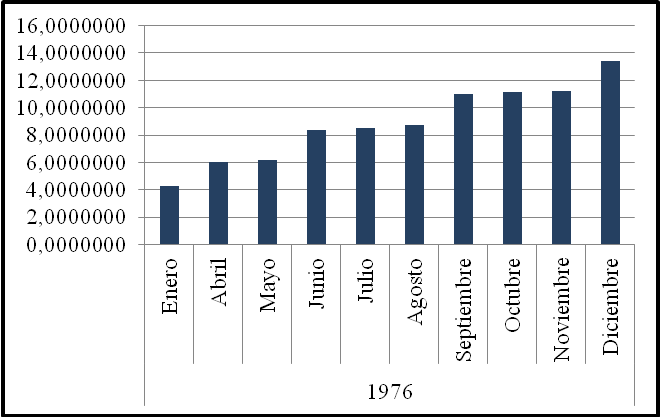 16,0000000
14,0000000
12,0000000
10,0000000
8,0000000
6,0000000
4,0000000
2,0000000
0,0000000
Enero
Abril
Mayo
Junio
Julio
Agosto
Septiembre
Octubre
Noviembre
Diciembre
1976